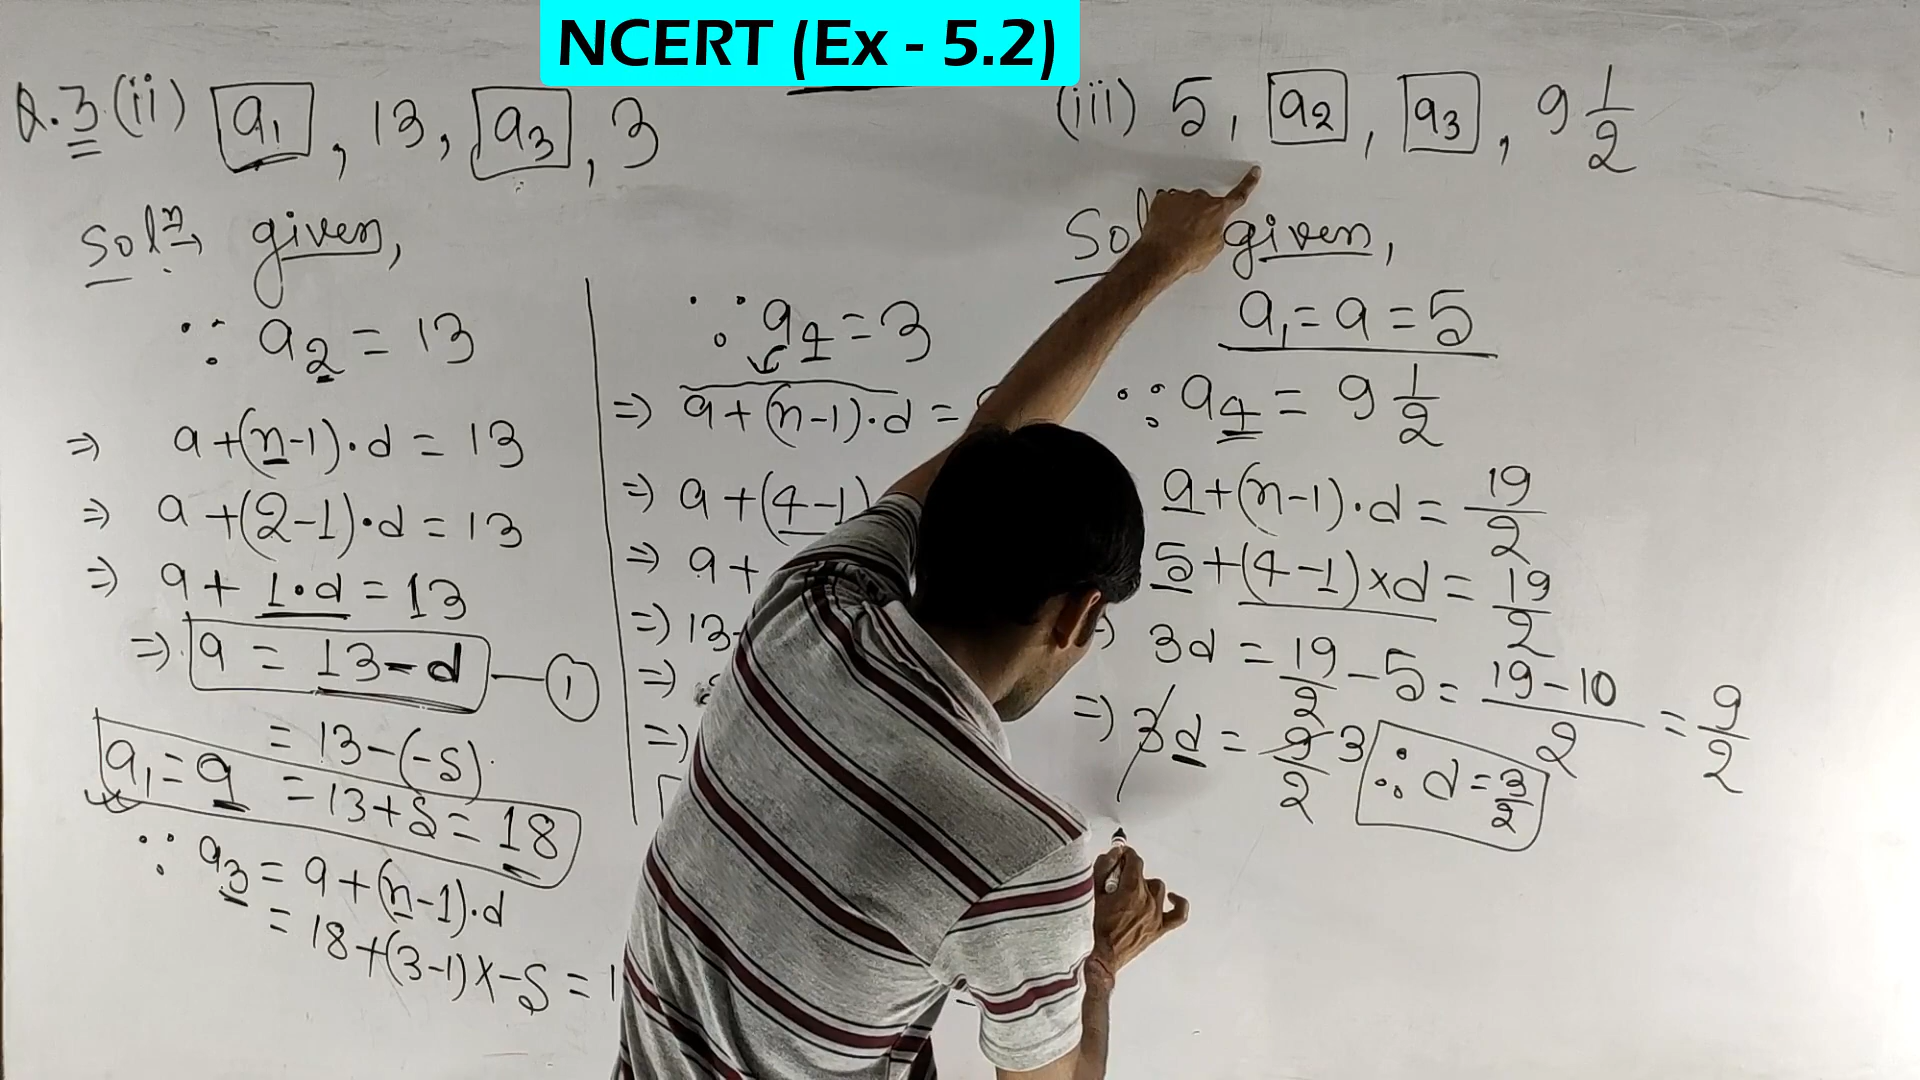 NCERT (Ex - 5.2)
Q.3 (ii) a₁, 13, a₃, 3
Solⁿ→ given,
∵ a₂ = 13
⇒ a+(n-1)·d = 13
⇒ a+(2-1)·d = 13
⇒ a + 1·d = 13
⇒ a = 13-d — ①
= 13-(-5)
a₁ = a = 13+5 = 18
∵ a₃ = a+(n-1)·d
= 18+(3-1)×-5 =
∵ a₄ = 3
⇒ a+(n-1)·d =
⇒ a+(4-1)
⇒ a+
⇒ 13-
⇒
⇒
(iii) 5, a₂, a₃, 9 1/2
Sol given,
a₁ = a = 5
∵ a₄ = 9 1/2
a+(n-1)·d = 19/2
5+(4-1)×d = 19/2
3d = 19/2 - 5 = (19-10)/2 = 9/2
⇒ 3d = 9/2 3
∴ d = 3/2